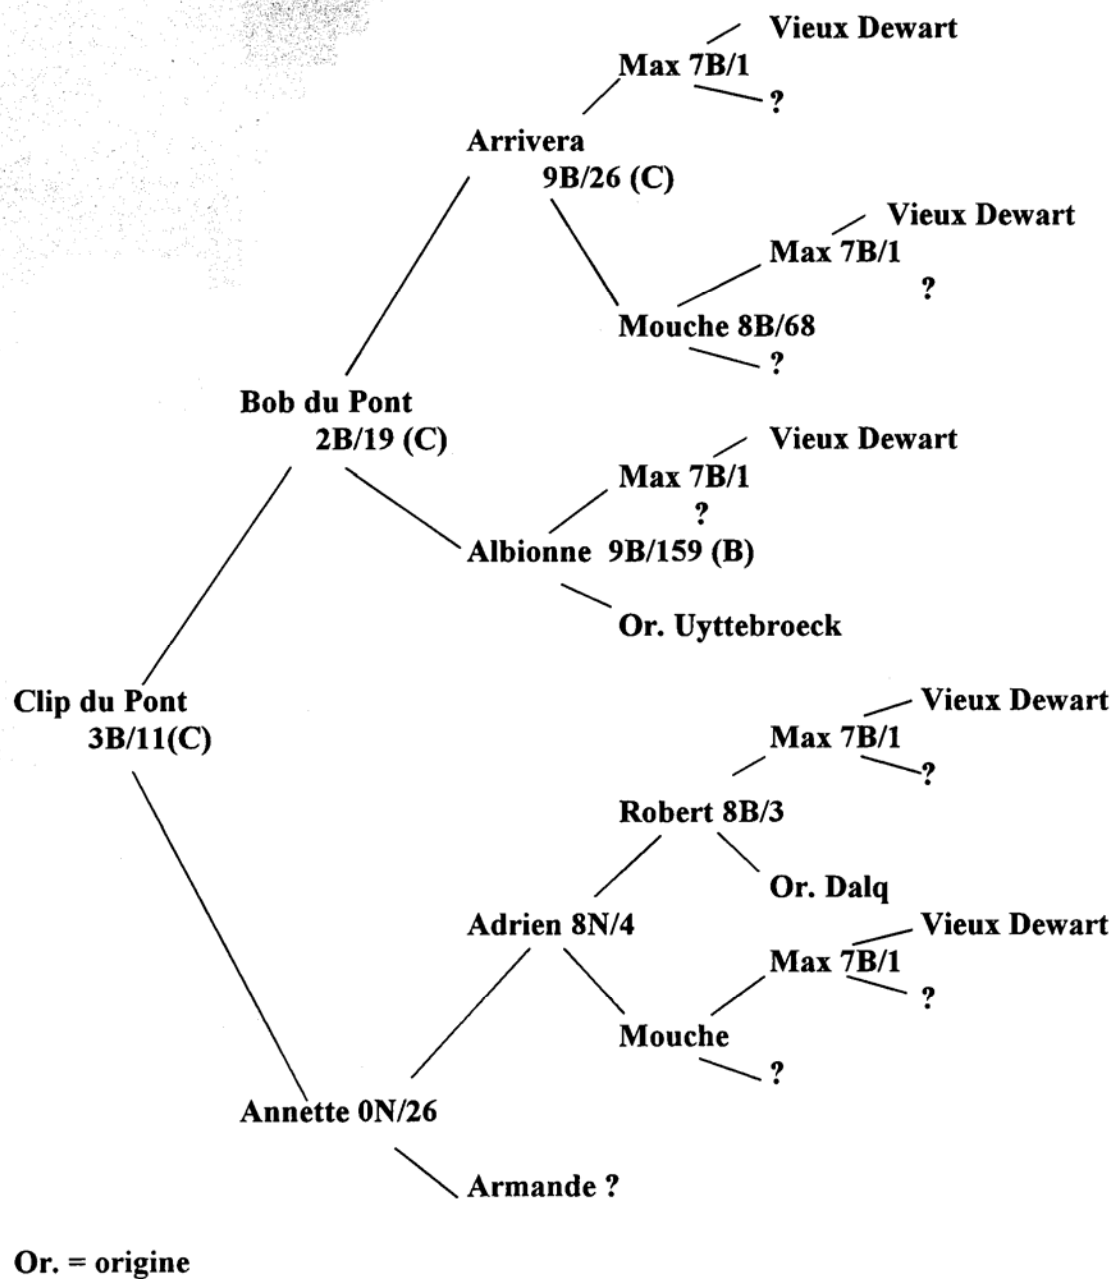 Vieux Dewart
Max 7B/1
?
Arrivera
9B/26 (C)
Vieux Dewart
Max 7B/1
?
Mouche 8B/68
?
Bob du Pont
2B/19 (C)
Vieux Dewart
Max 7B/1
?
Albionne 9B/159 (B)
Or. Uyttebroeck
Clip du Pont
3B/11(C)
Vieux Dewart
Max 7B/1
?
Robert 8B/3
Or. Dalq
Adrien 8N/4
Vieux Dewart
Max 7B/1
?
Mouche
?
Annette 0N/26
Armande ?
Or. = origine